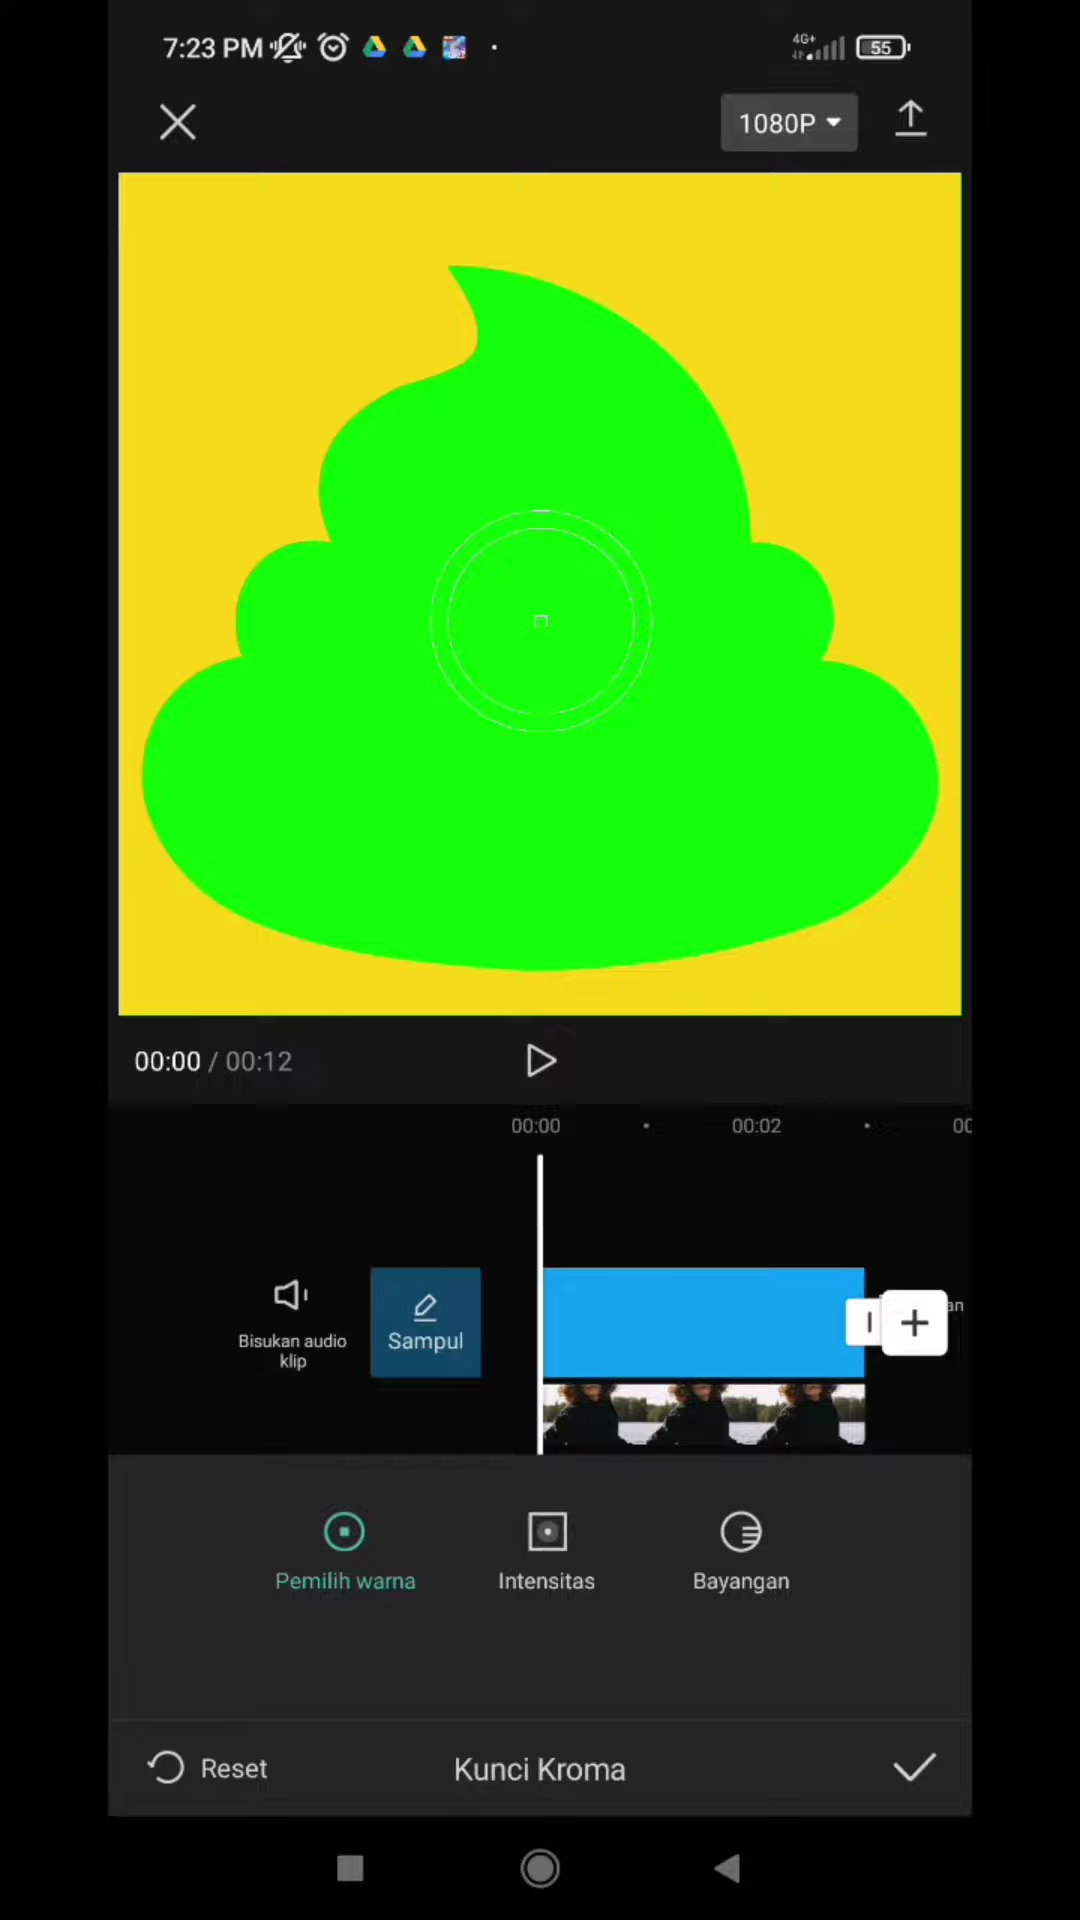 7:23 PM
4G+
55
1080P
00:00 / 00:12
00:00
00:02
Bisukan audio
klip
Sampul
Pemilih warna
Intensitas
Bayangan
Reset
Kunci Kroma